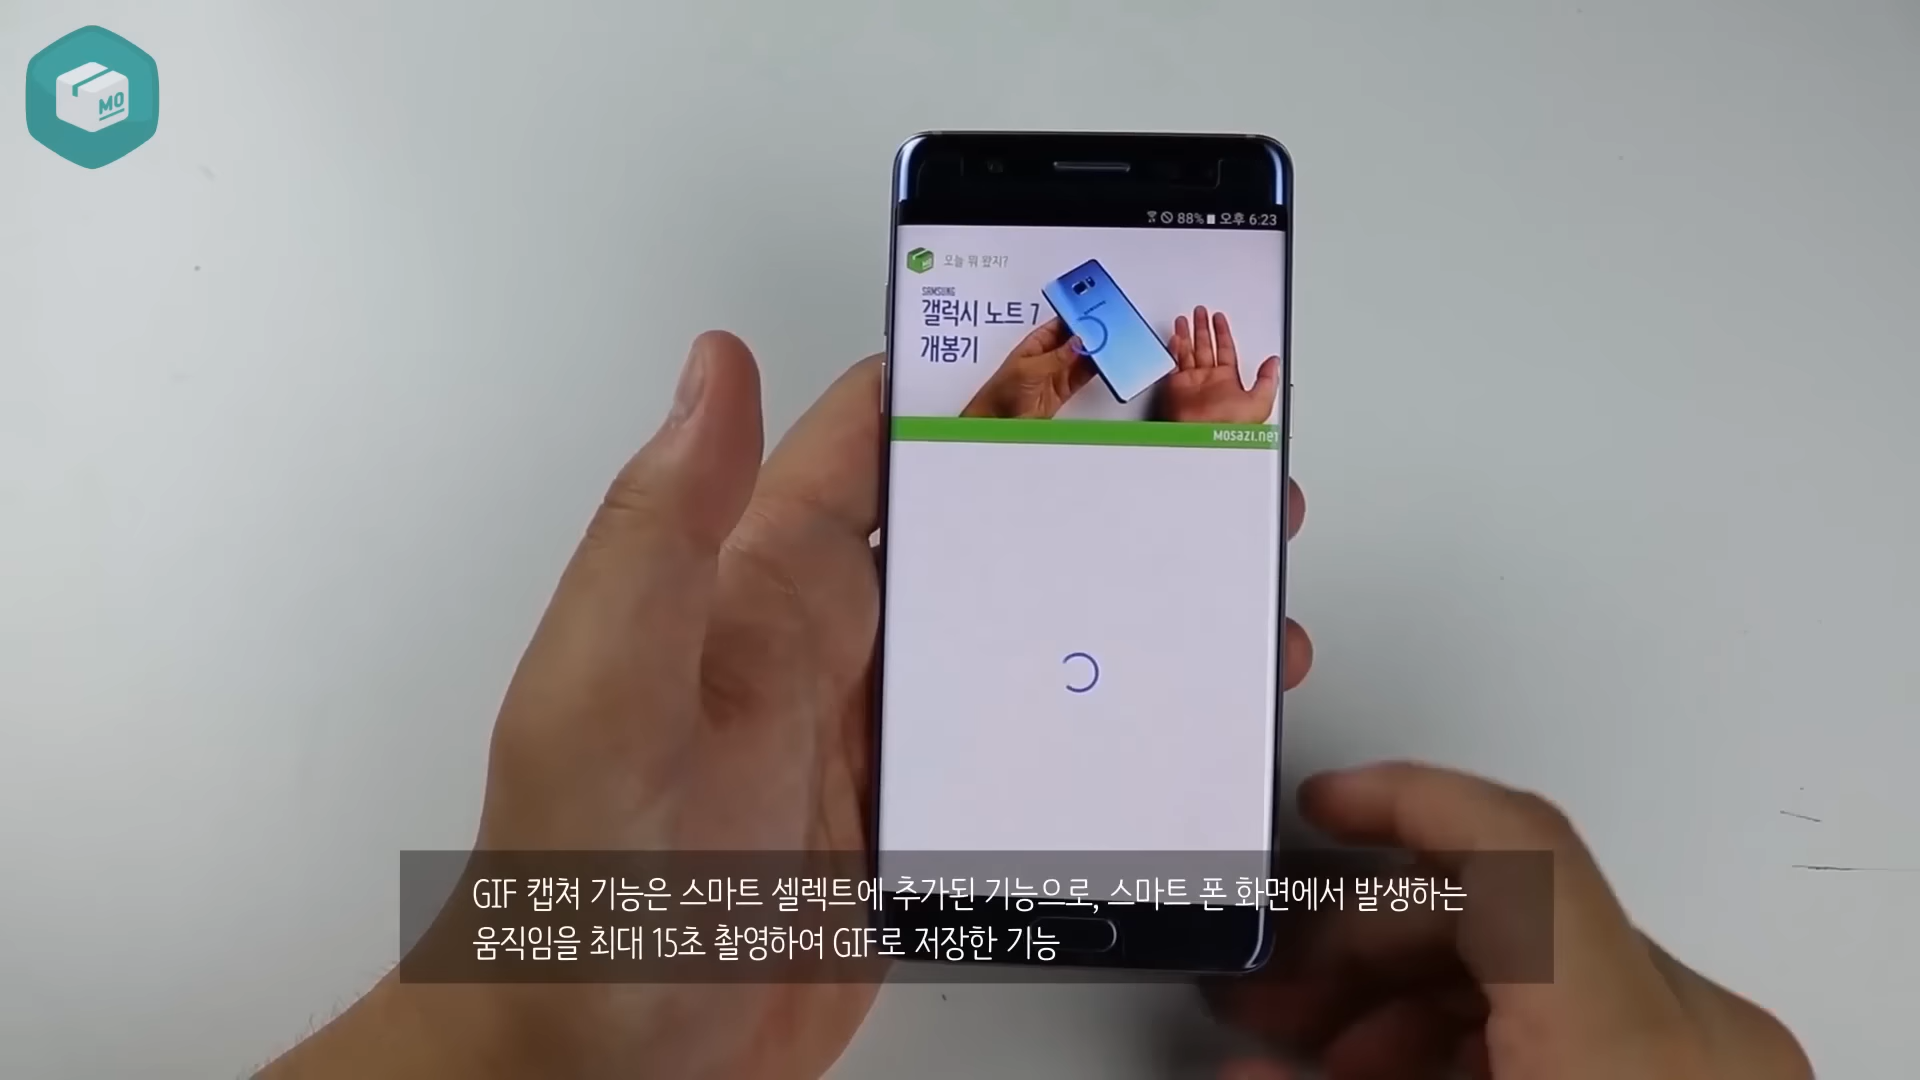 MO
88% 오후 6:23
오늘 뭐 왔지?
SAMSUNG
갤럭시 노트 7
개봉기
Mosazi.net
GIF 캡쳐 기능은 스마트 셀렉트에 추가된 기능으로, 스마트 폰 화면에서 발생하는
움직임을 최대 15초 촬영하여 GIF로 저장한 기능